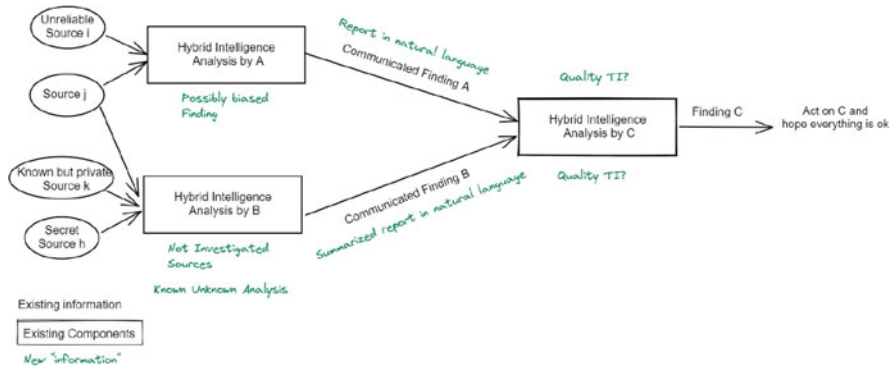 Unreliable
Source i
Source j
Known but private
Source k
Secret
Source h
Hybrid Intelligence
Analysis by A
Possibly biased
Finding
Hybrid Intelligence
Analysis by B
Not Investigated
Sources
Known Unknown Analysis
Report in natural language
Communicated Finding A
Communicated Finding B
Summarized report in natural language
Quality TI?
Hybrid Intelligence
Analysis by C
Quality TI?
Finding C
Act on C and
hope everything is ok
Existing information
Existing Components
New "information"